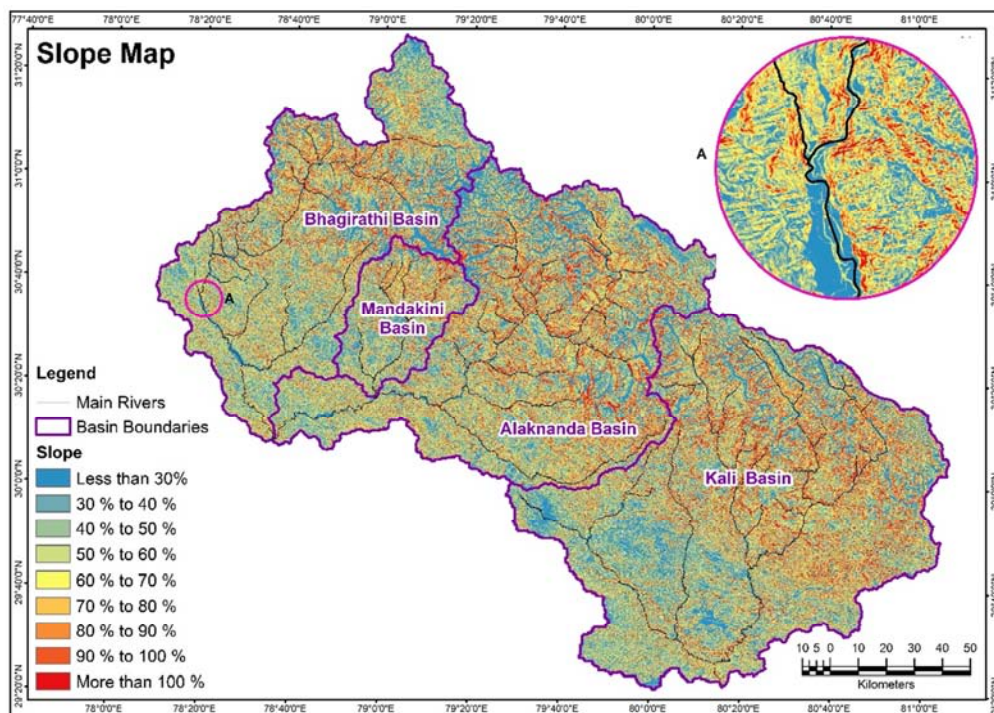 77°40'0"E 78°0'0"E 78°20'0"E 78°40'0"E 79°0'0"E 79°20'0"E 79°40'0"E 80°0'0"E 80°20'0"E 80°40'0"E 81°0'0"E
Slope Map
31°20'0"N
31°0'0"N
30°40'0"N
30°20'0"N
30°0'0"N
29°40'0"N
29°20'0"N
A
Bhagirathi Basin
Mandakini
Basin
A
Alaknanda Basin
Kali Basin
Legend
Main Rivers
Basin Boundaries
Slope
Less than 30%
30 % to 40 %
40 % to 50 %
50 % to 60 %
60 % to 70 %
70 % to 80 %
80 % to 90 %
90 % to 100 %
More than 100 %
10 5 0 10 20 30 40 50
Kilometers
78°0'0"E 78°20'0"E 78°40'0"E 79°0'0"E 79°20'0"E 79°40'0"E 80°0'0"E 80°20'0"E 80°40'0"E 81°0'0"E